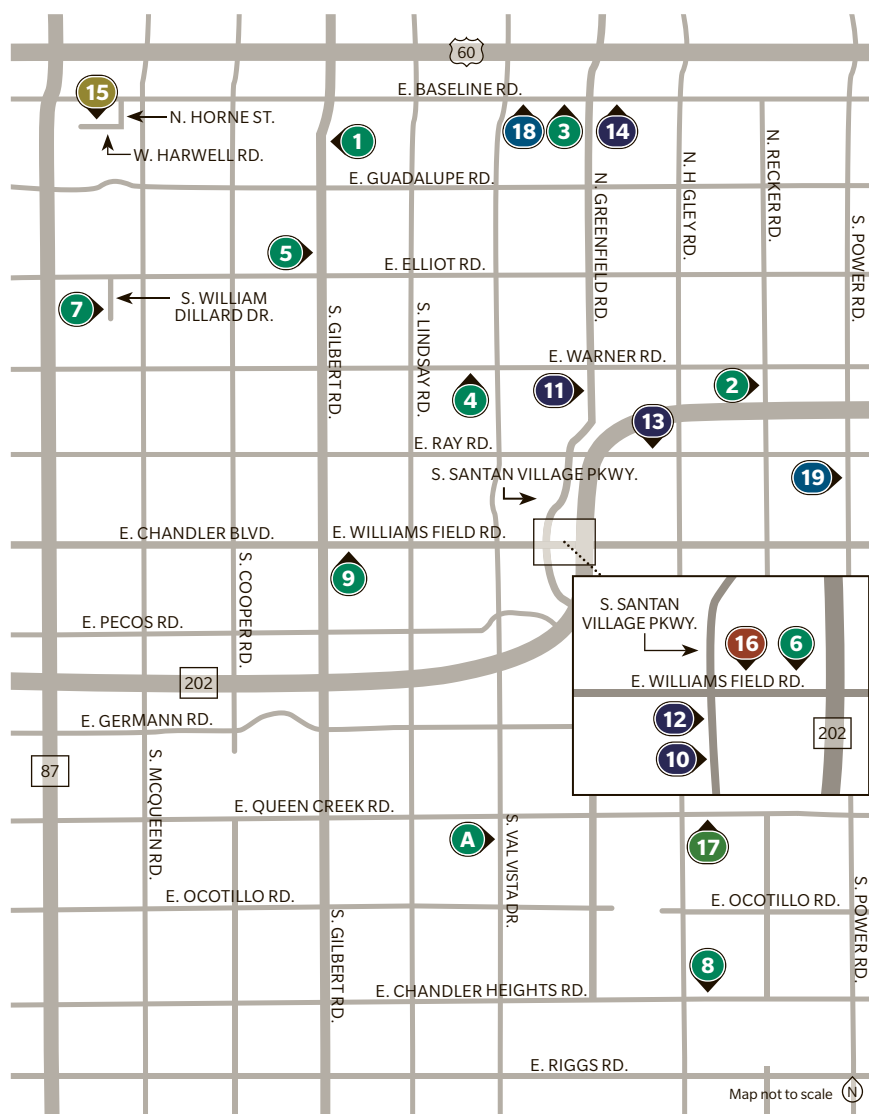 60
E. BASELINE RD.
15
N. HORNE ST.
18
3
14
1
W. HARWELL RD.
E. GUADALUPE RD.
N. GREENFIELD RD.
N. H GLEY RD.
N. RECKER RD.
S. POWER RD.
5
E. ELLIOT RD.
7
S. WILLIAM
DILLARD DR.
S. GILBERT RD.
S. LINDSAY RD.
E. WARNER RD.
4
11
2
13
E. RAY RD.
S. SANTAN VILLAGE PKWY.
19
E. CHANDLER BLVD.
E. WILLIAMS FIELD RD.
S. COOPER RD.
9
S. SANTAN
VILLAGE PKWY.
16
6
E. WILLIAMS FIELD RD.
12
10
202
E. PECOS RD.
202
E. GERMANN RD.
87
S. MCQUEEN RD.
E. QUEEN CREEK RD.
A
S. VAL VISTA DR.
17
E. OCOTILLO RD.
E. OCOTILLO RD.
S. POWER RD.
S. GILBERT RD.
8
E. CHANDLER HEIGHTS RD.
E. RIGGS RD.
Map not to scale
N